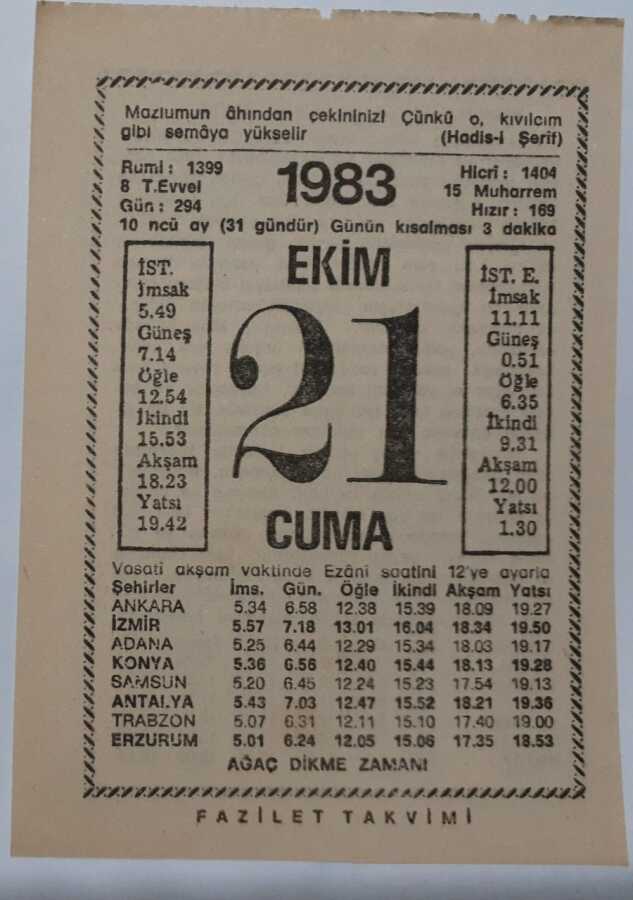 Mazlumun âhından çekininiz! Çünkü o, kıvılcım
gibi semâya yükselir (Hadis-i Şerif)
Rumi : 1399
8 T.Evvel
Gün : 294
1983
Hicrî : 1404
15 Muharrem
Hızır : 169
10 ncü ay (31 gündür) Günün kısalması 3 dakika
İST.
İmsak
5.49
Güneş
7.14
Öğle
12.54
İkindi
15.53
Akşam
18.23
Yatsı
19.42
EKİM
21
CUMA
İST. E.
İmsak
11.11
Güneş
0.51
Öğle
6.35
İkindi
9.31
Akşam
12.00
Yatsı
1.30
Vasati akşam vaktinde Ezâni saatini 12'ye ayarla
Şehirler İms. Gün. Öğle İkindi Akşam Yatsı
ANKARA 5.34 6.58 12.38 15.39 18.09 19.27
İZMİR 5.57 7.18 13.01 16.04 18.34 19.50
ADANA 5.25 6.44 12.29 15.34 18.03 19.17
KONYA 5.36 6.56 12.40 15.44 18.13 19.28
SAMSUN 5.20 6.45 12.24 15.23 17.54 19.13
ANTALYA 5.43 7.03 12.47 15.52 18.21 19.36
TRABZON 5.07 6.31 12.11 15.10 17.40 19.00
ERZURUM 5.01 6.24 12.05 15.06 17.35 18.53
AĞAÇ DİKME ZAMANI
FAZİLET TAKVİMİ